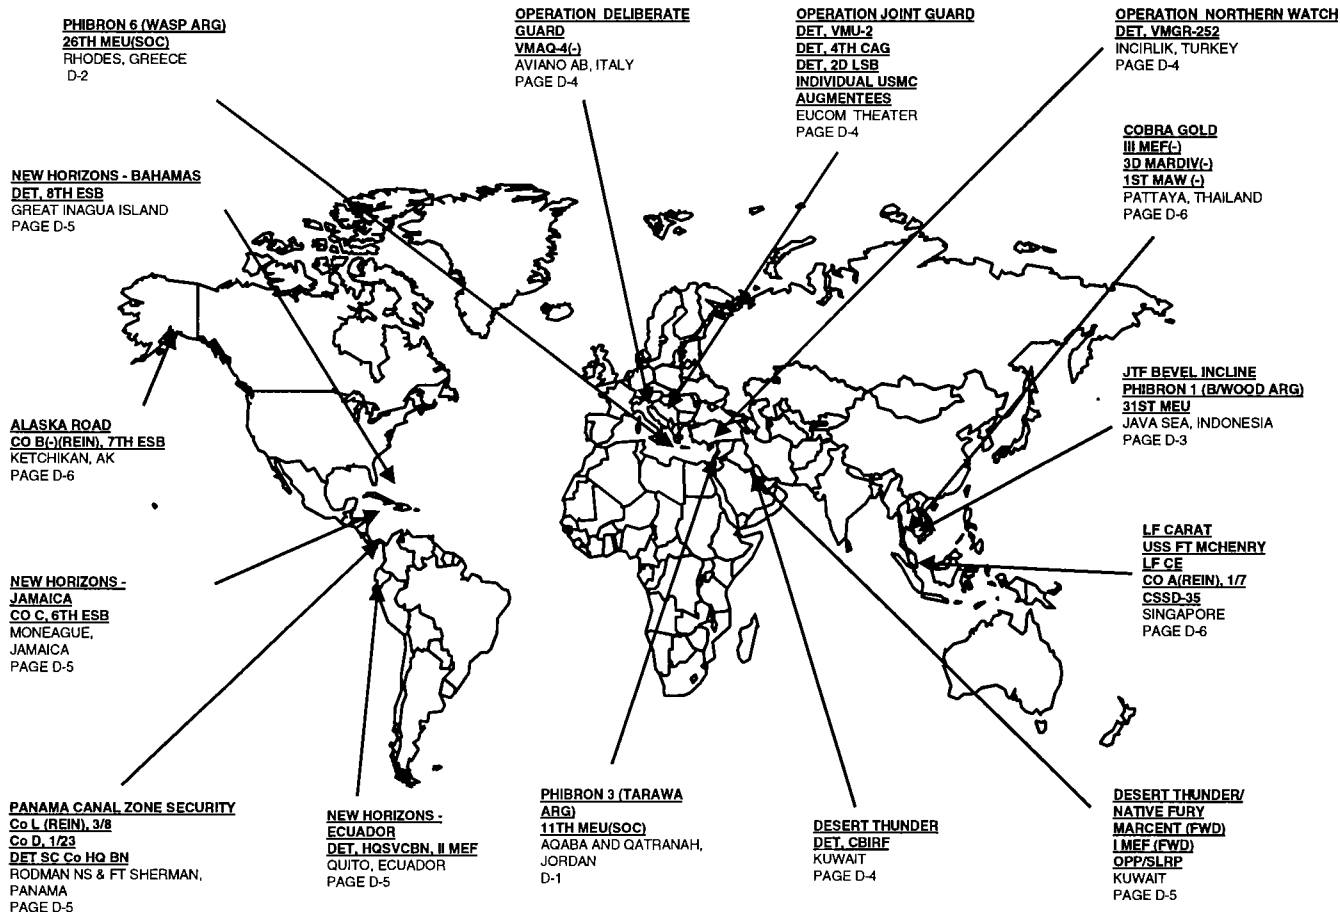 PHIBRON 6 (WASP ARG)
26TH MEU(SOC)
RHODES, GREECE
D-2
OPERATION DELIBERATE
GUARD
VMAQ-4(-)
AVIANO AB, ITALY
PAGE D-4
OPERATION JOINT GUARD
DET, VMU-2
DET, 4TH CAG
DET, 2D LSB
INDIVIDUAL USMC
AUGMENTEES
EUCOM THEATER
PAGE D-4
OPERATION NORTHERN WATCH
DET, VMGR-252
INCIRLIK, TURKEY
PAGE D-4
COBRA GOLD
III MEF(-)
3D MARDIV(-)
1ST MAW (-)
PATTAYA, THAILAND
PAGE D-6
NEW HORIZONS - BAHAMAS
DET, 8TH ESB
GREAT INAGUA ISLAND
PAGE D-5
JTF BEVEL INCLINE
PHIBRON 1 (B/WOOD ARG)
31ST MEU
JAVA SEA, INDONESIA
PAGE D-3
ALASKA ROAD
CO B(-)(REIN), 7TH ESB
KETCHIKAN, AK
PAGE D-6
LF CARAT
USS FT MCHENRY
LF CE
CO A(REIN), 1/7
CSSD-35
SINGAPORE
PAGE D-6
NEW HORIZONS -
JAMAICA
CO C, 6TH ESB
MONEAGUE,
JAMAICA
PAGE D-5
PANAMA CANAL ZONE SECURITY
Co L (REIN), 3/8
Co D, 1/23
DET SC Co HQ BN
RODMAN NS & FT SHERMAN,
PANAMA
PAGE D-5
NEW HORIZONS -
ECUADOR
DET, HQSVCBN, II MEF
QUITO, ECUADOR
PAGE D-5
PHIBRON 3 (TARAWA
ARG)
11TH MEU(SOC)
AQABA AND QATRANAH,
JORDAN
D-1
DESERT THUNDER
DET, CBIRF
KUWAIT
PAGE D-4
DESERT THUNDER/
NATIVE FURY
MARCENT (FWD)
I MEF (FWD)
OPP/SLRP
KUWAIT
PAGE D-5